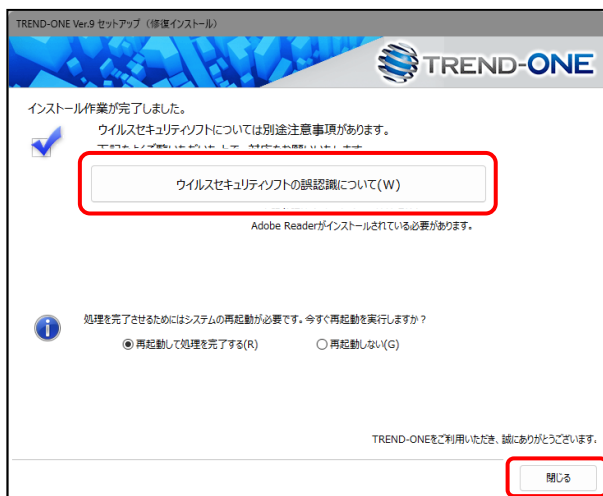 TREND-ONE Ver.9 セットアップ（修復インストール）
TREND-ONE
インストール作業が完了しました。
ウイルスセキュリティソフトについては別途注意事項があります。
ウイルスセキュリティソフトの誤認識について(W)
Adobe Readerがインストールされている必要があります。
処理を完了させるためにはシステムの再起動が必要です。今すぐ再起動を実行しますか？
再起動して処理を完了する(R) 再起動しない(G)
TREND-ONEをご利用いただき、誠にありがとうございます。
閉じる